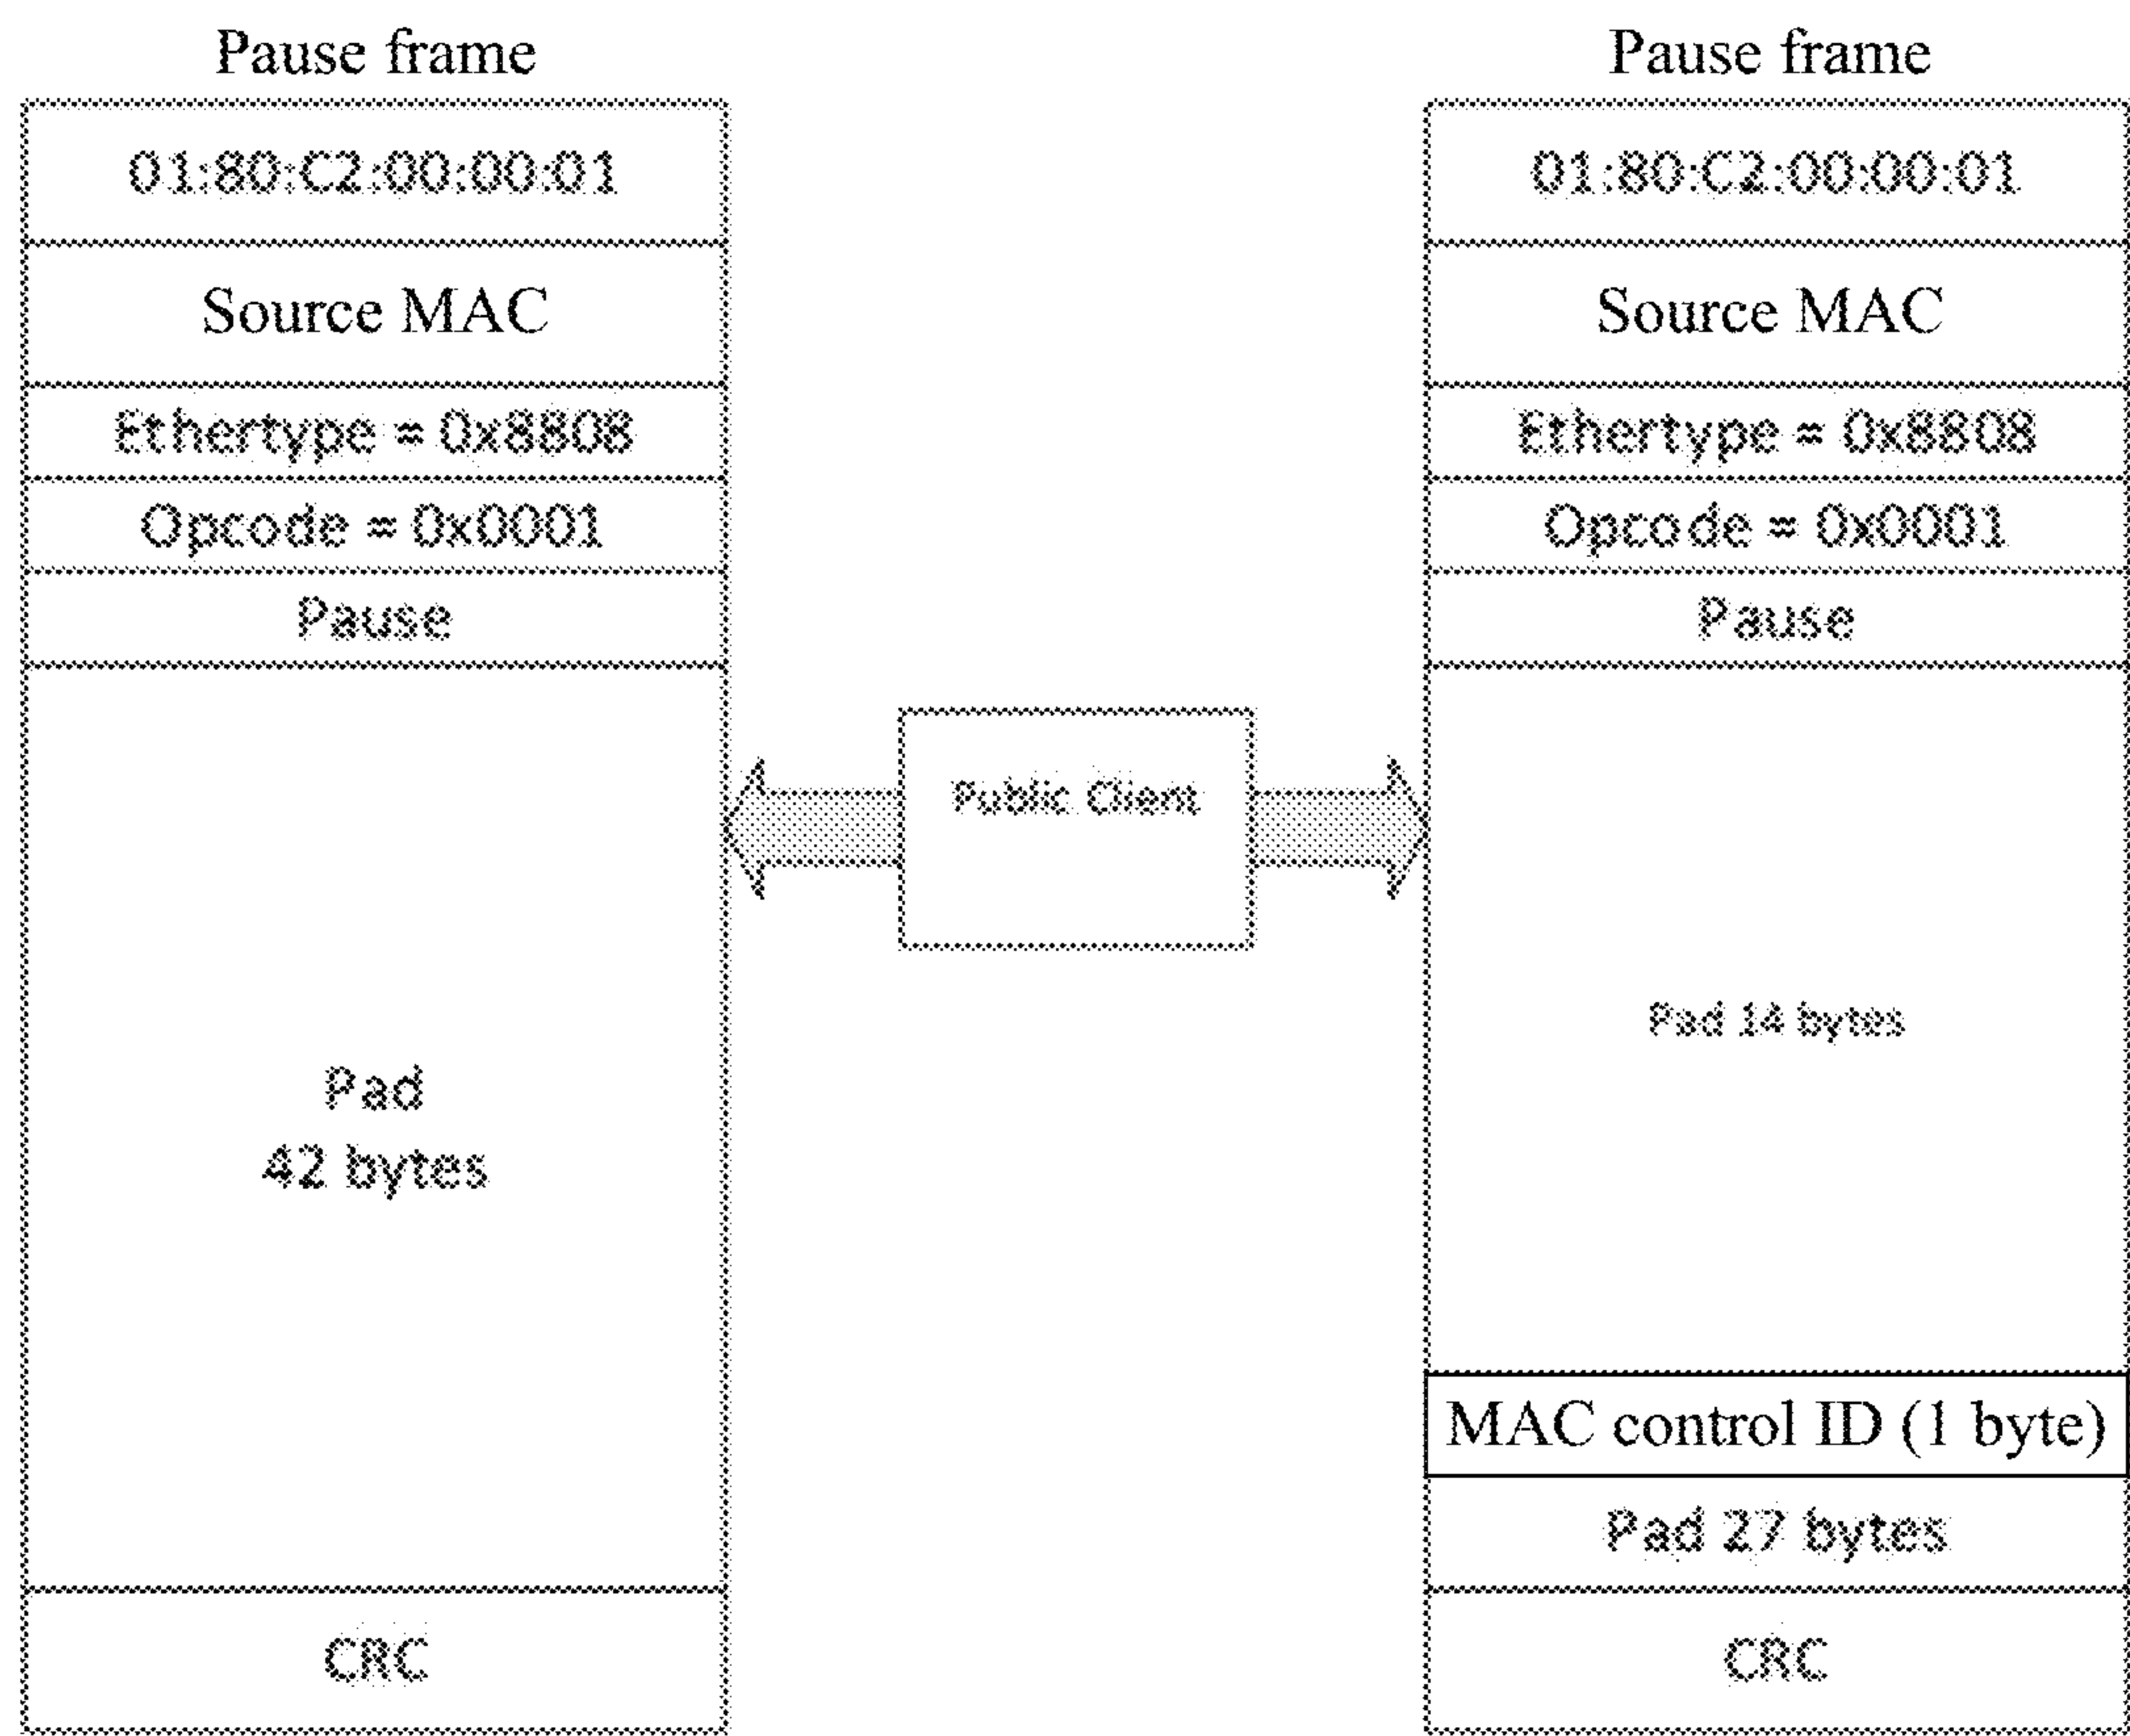 Pause frame
01:80:C2:00:00:01
Source MAC
Ethertype = 0x8808
Opcode = 0x0001
Pause
Pad
42 bytes
CRC
Public Client
Pause frame
01:80:C2:00:00:01
Source MAC
Ethertype = 0x8808
Opcode = 0x0001
Pause
Pad 14 bytes
MAC control ID (1 byte)
Pad 27 bytes
CRC